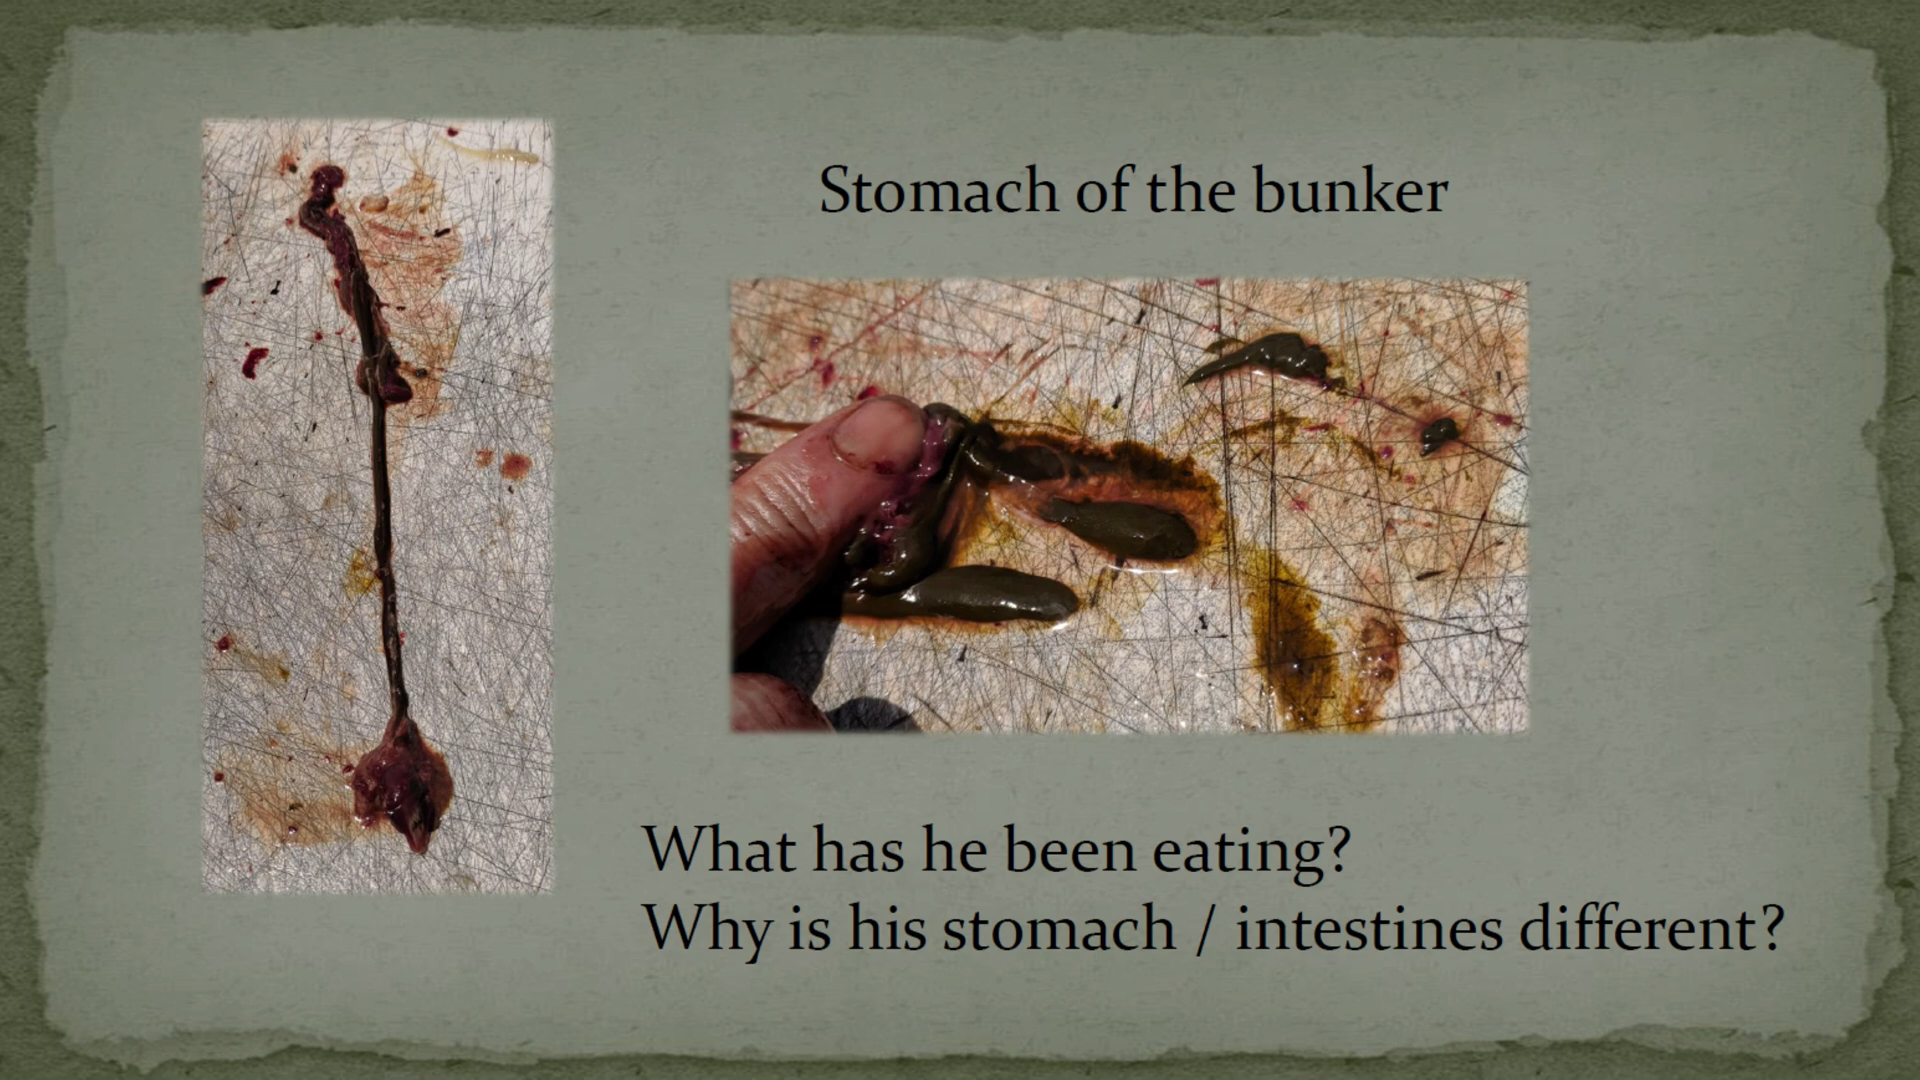 Stomach of the bunker
What has he been eating?
Why is his stomach / intestines different?